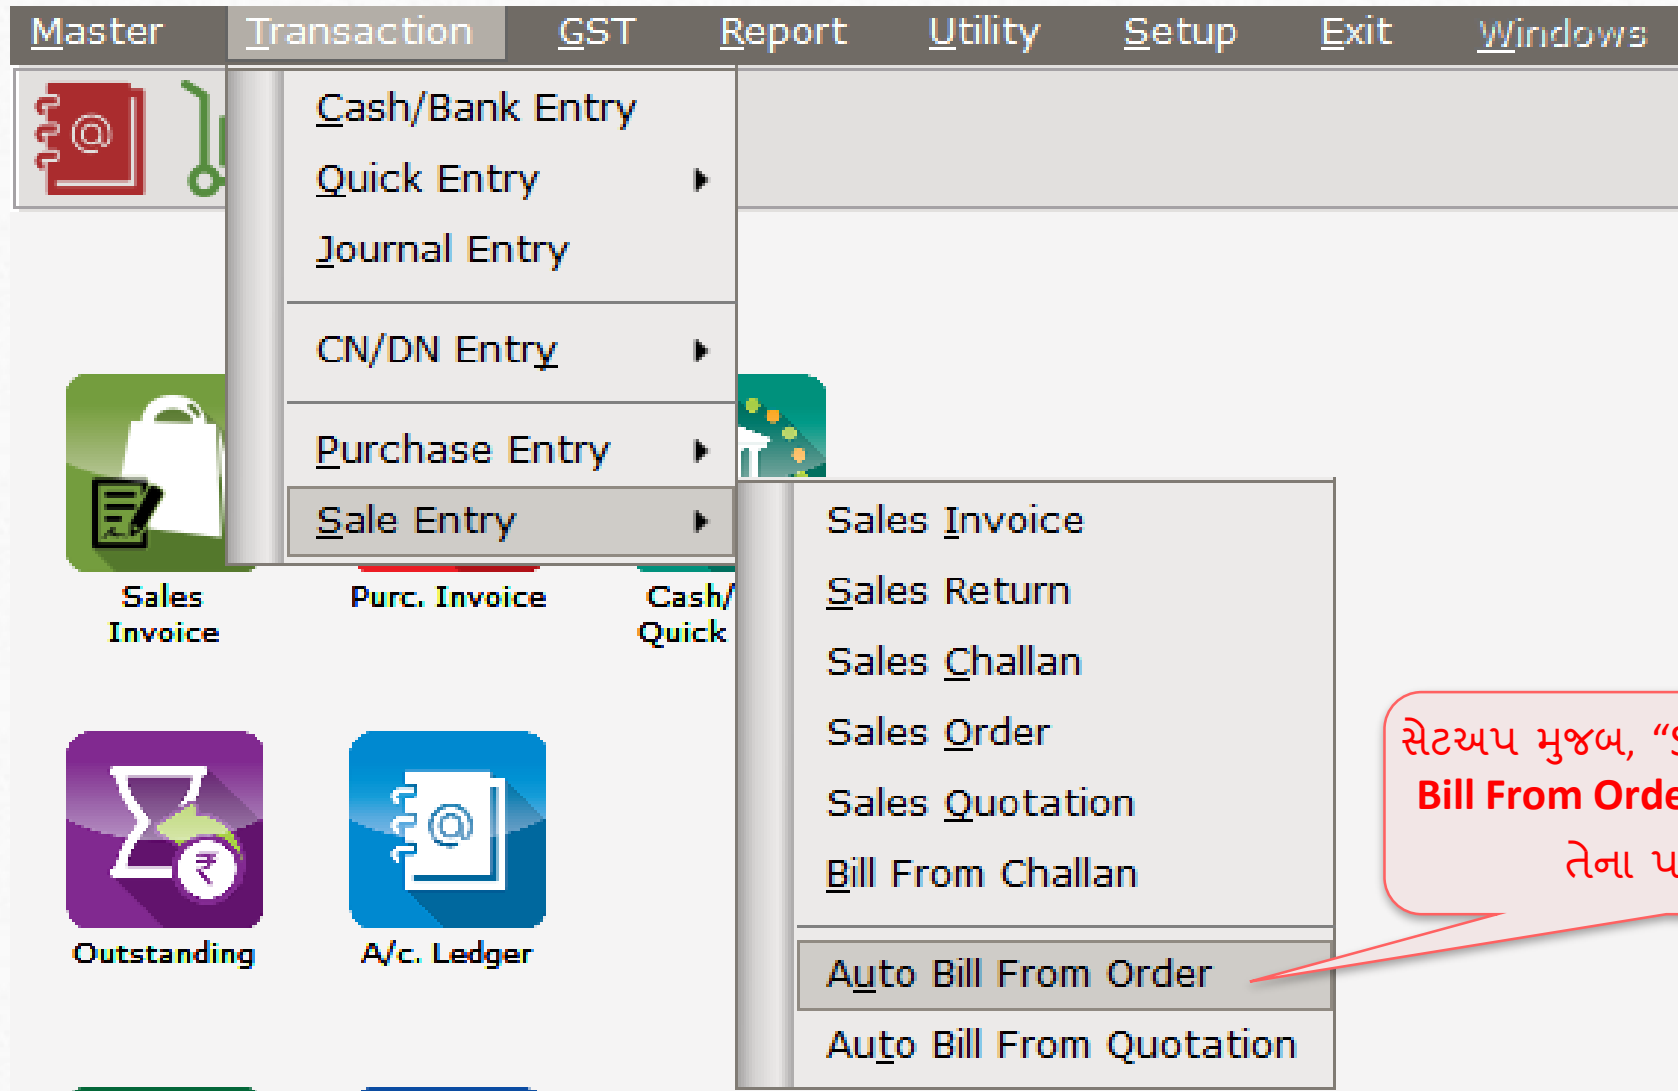 Master Transaction GST Report Utility Setup Exit Windows
Cash/Bank Entry
Quick Entry
Journal Entry
CN/DN Entry
Purchase Entry
Sale Entry
Sales Invoice
Sales Return
Sales Challan
Sales Order
Sales Quotation
Bill From Challan
Auto Bill From Order
Auto Bill From Quotation
Sales
Invoice
Purc. Invoice
Cash/
Quick
Outstanding
A/c. Ledger
સેટઅપ મુજબ,
Bill From
તેના